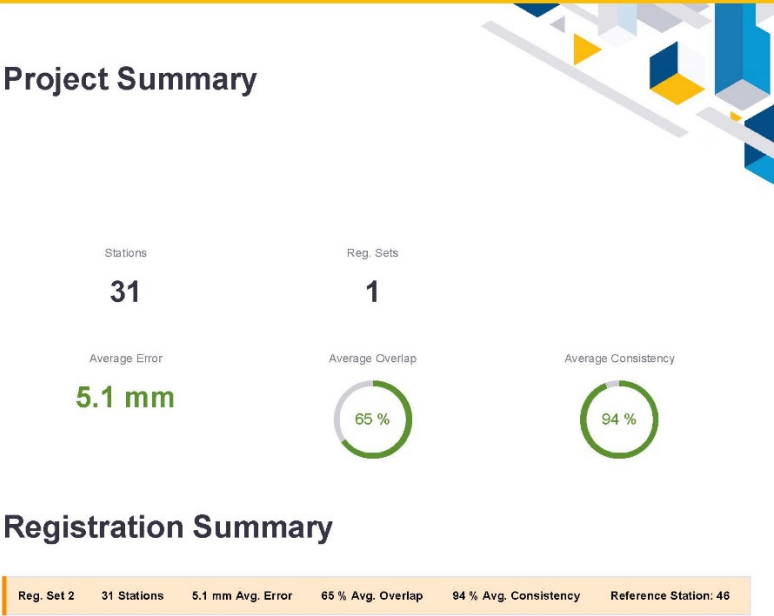 Project Summary
Stations Reg. Sets
31 1
Average Error Average Overlap Average Consistency
5.1 mm 65 % 94 %
Registration Summary
Reg. Set 2 31 Stations 5.1 mm Avg. Error 65 % Avg. Overlap 94 % Avg. Consistency Reference Station: 46